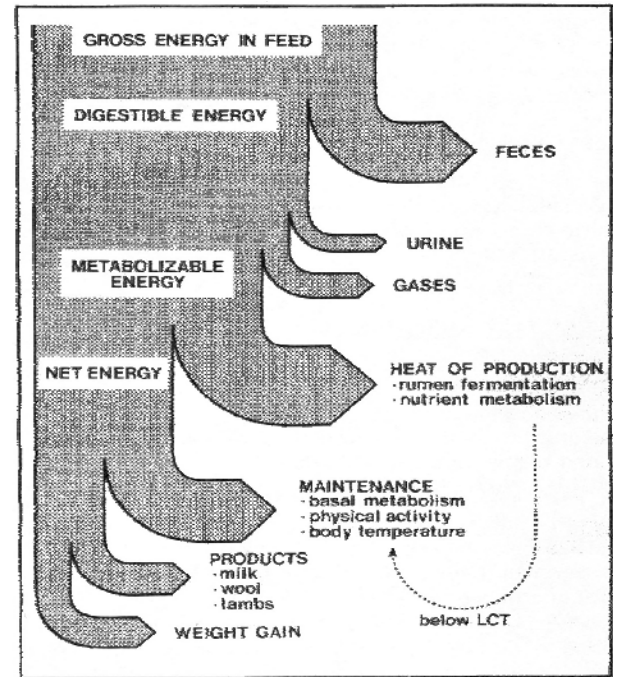 GROSS ENERGY IN FEED
DIGESTIBLE ENERGY
FECES
URINE
METABOLIZABLE
ENERGY
GASES
NET ENERGY
HEAT OF PRODUCTION
· rumen fermentation
· nutrient metabolism
MAINTENANCE
· basal metabolism
· physical activity
· body temperature
PRODUCTS
· milk
· wool
· lambs
below LCT
WEIGHT GAIN